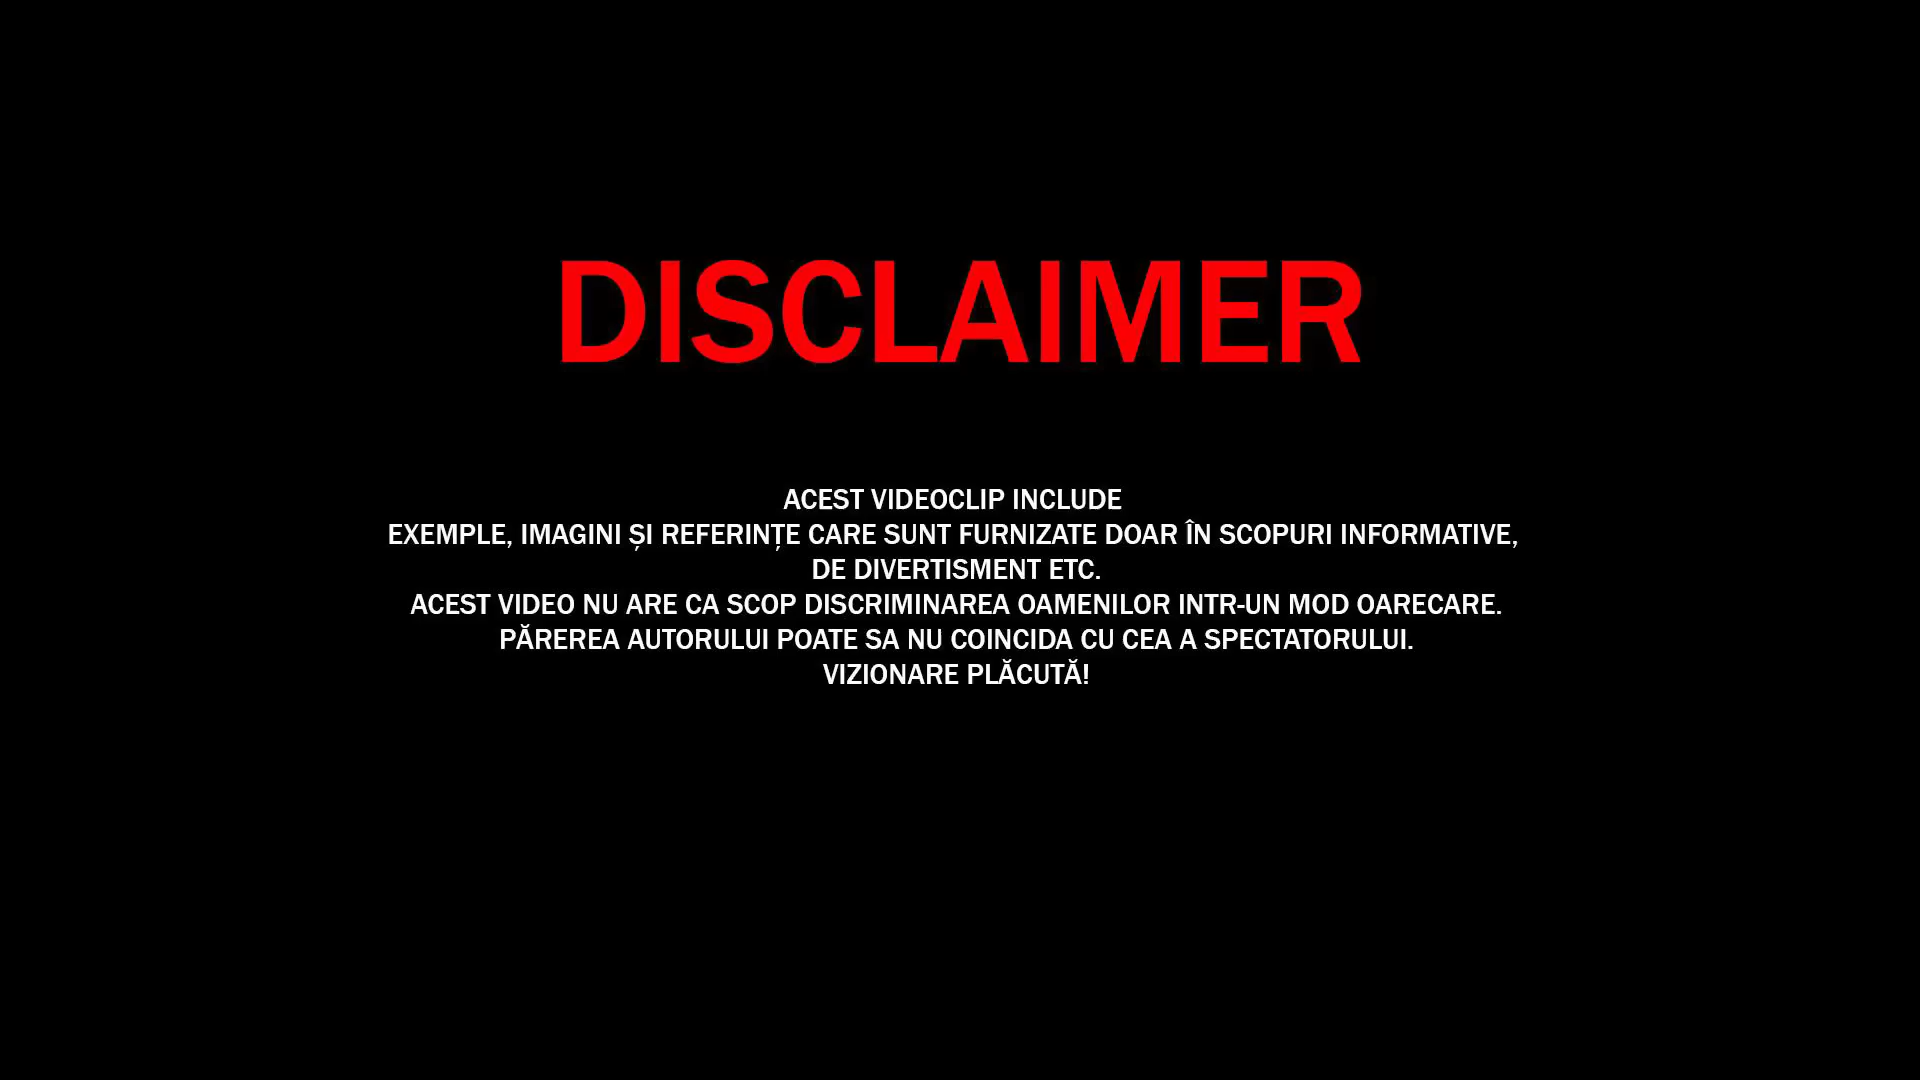 DISCLAIMER
ACEST VIDEOCLIP INCLUDE
EXEMPLE, IMAGINI ȘI REFERINȚE CARE SUNT FURNIZATE DOAR ÎN SCOPURI INFORMATIVE,
DE DIVERTISMENT ETC.
ACEST VIDEO NU ARE CA SCOP DISCRIMINAREA OAMENILOR INTR-UN MOD OARECARE.
PĂREREA AUTORULUI POATE SA NU COINCIDA CU CEA A SPECTATORULUI.
VIZIONARE PLĂCUTĂ!